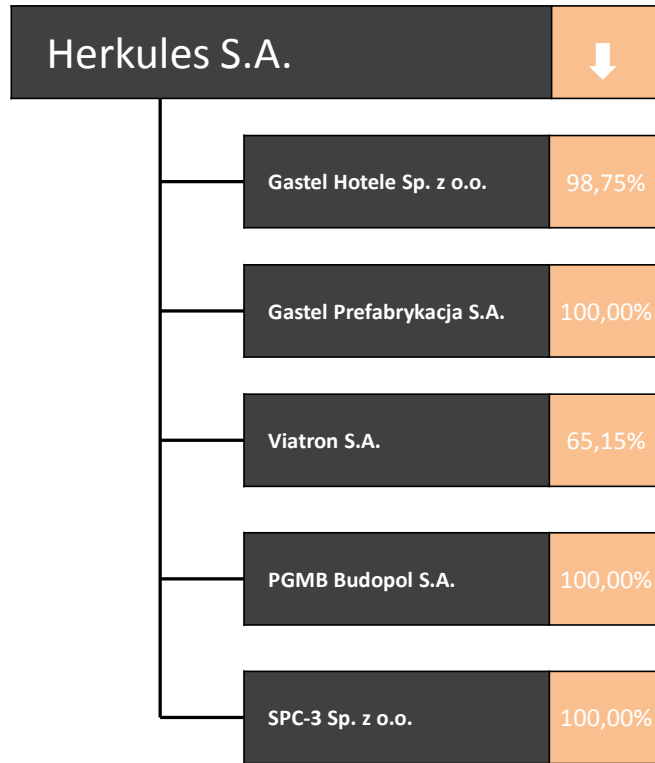 Herkules S.A.
Gastel Hotele Sp. z o.o. 98,75%
Gastel Prefabrykacja S.A. 100,00%
Viatron S.A. 65,15%
PGMB Budopol S.A. 100,00%
SPC-3 Sp. z o.o. 100,00%